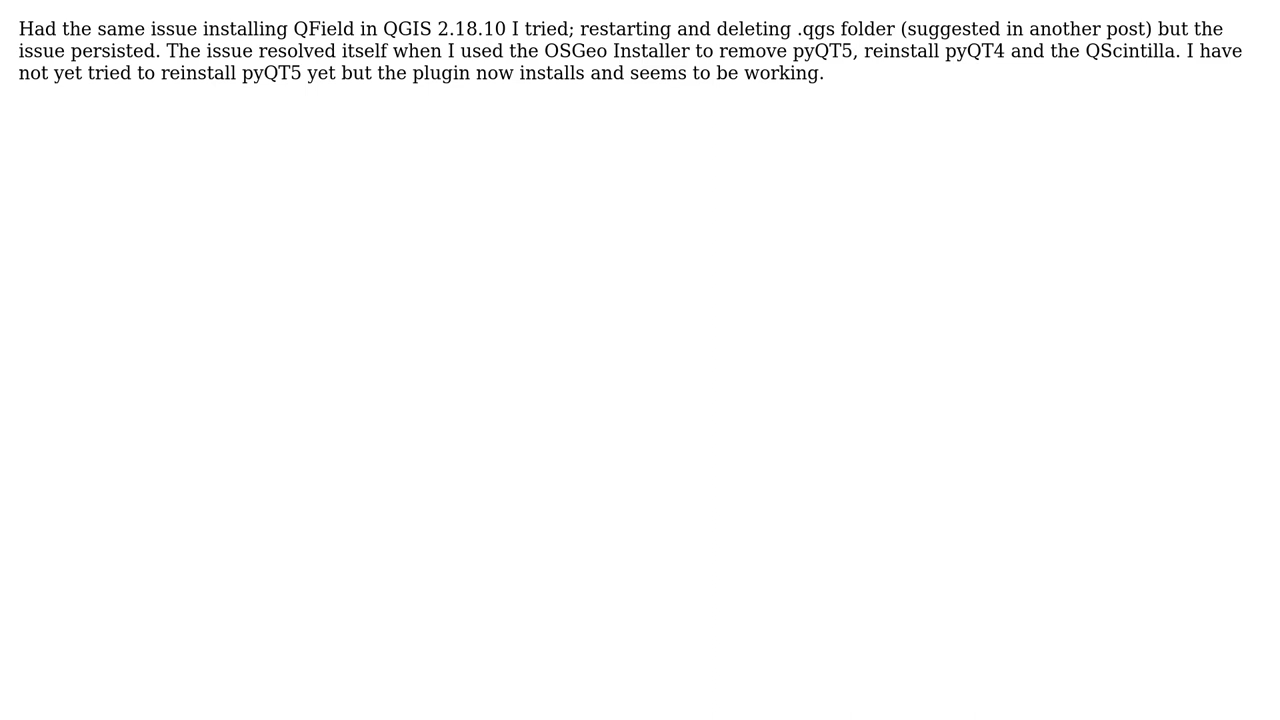 Had the same issue installing QField in QGIS 2.18.10 I tried; restarting and deleting .qgs folder (suggested in another post) but the
issue persisted. The issue resolved itself when I used the OSGeo Installer to remove pyQT5, reinstall pyQT4 and the QScintilla. I have
not yet tried to reinstall pyQT5 yet but the plugin now installs and seems to be working.